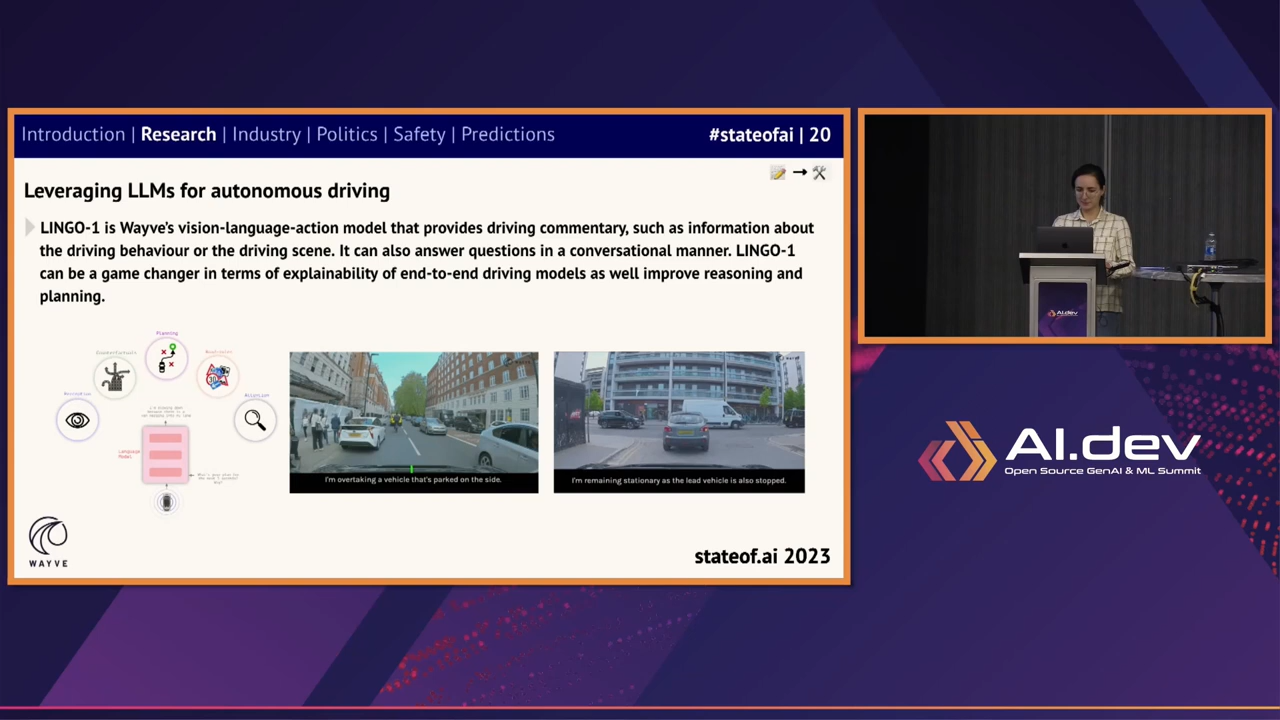 Introduction | Research | Industry | Politics | Safety | Predictions
#stateofai | 20
Leveraging LLMs for autonomous driving
LINGO-1 is Wayve's vision-language-action model that provides driving commentary, such as information about
the driving behaviour or the driving scene. It can also answer questions in a conversational manner. LINGO-1
can be a game changer in terms of explainability of end-to-end driving models as well improve reasoning and
planning.
Planning
Language
Model
I'm overtaking a vehicle that's parked on the side.
I'm remaining stationary as the lead vehicle is also stopped.
WAYVE
stateof.ai 2023
AI.dev
AI.dev
Open Source GenAI & ML Summit